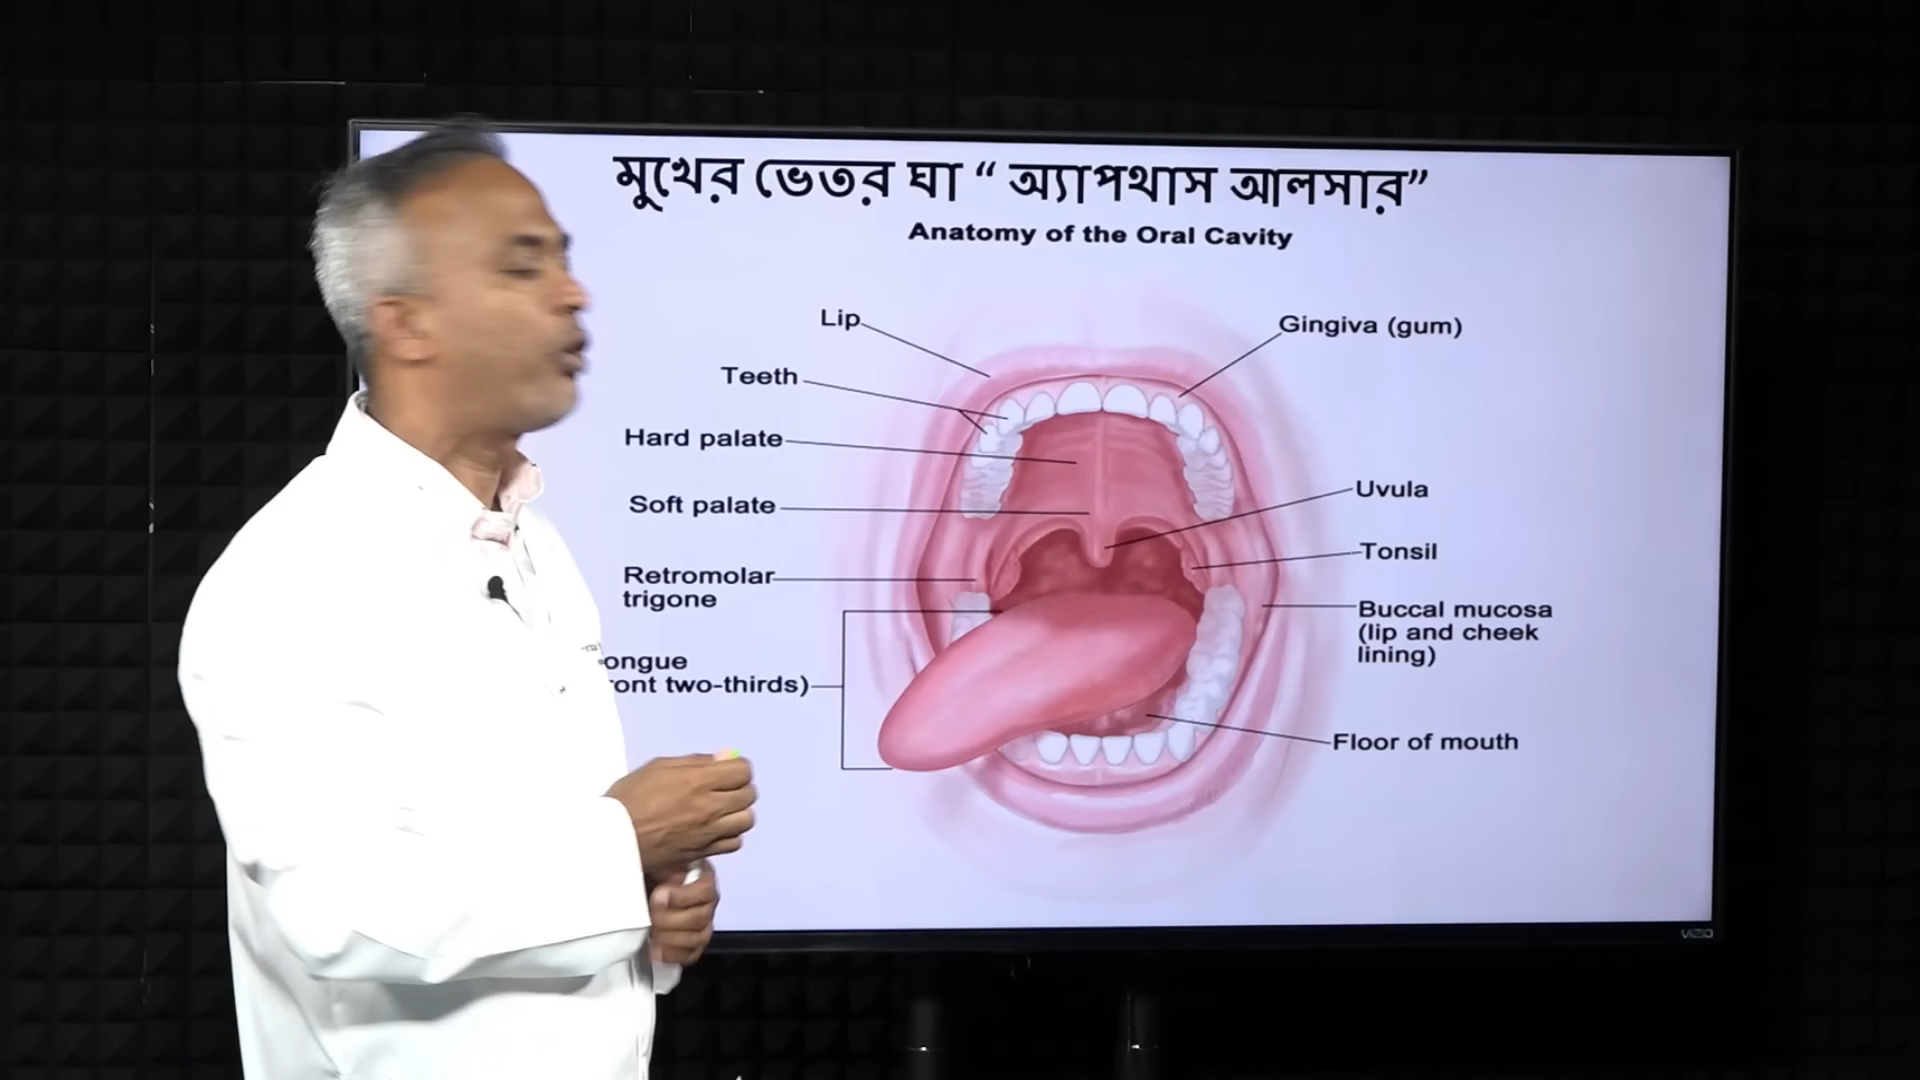 মুখের ভেতর ঘা “ অ্যাপথাস আলসার”
Anatomy of the Oral Cavity
Lip
Gingiva (gum)
Teeth
Hard palate
Soft palate
Uvula
Tonsil
Retromolar
trigone
Buccal mucosa
(lip and cheek
lining)
ongue
ront two-thirds)
Floor of mouth
VIZIO